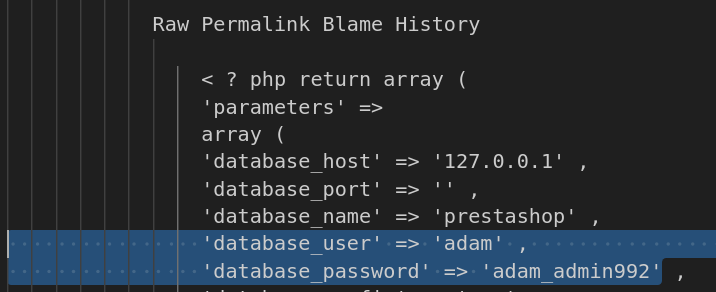 Raw Permalink Blame History
< ? php return array (
'parameters' =>
array (
'database_host' => '127.0.0.1' ,
'database_port' => '' ,
'database_name' => 'prestashop' ,
'database_user' => 'adam' ,
'database_password' => 'adam_admin992' ,